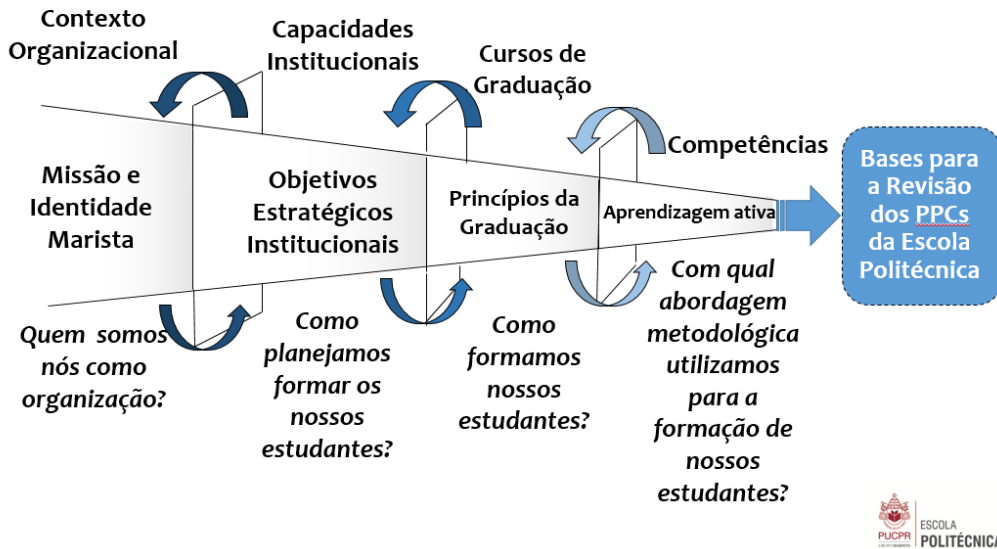 Contexto
Organizacional
Capacidades
Institucionais
Cursos de
Graduação
Competências
Missão e
Identidade
Marista
Objetivos
Estratégicos
Institucionais
Princípios da
Graduação
Aprendizagem ativa
Bases para
a Revisão
dos PPCs
da Escola
Politécnica
Quem somos
nós como
organização?
Como
planejamos
formar os
nossos
estudantes?
Como
formamos
nossos
estudantes?
Com qual
abordagem
metodológica
utilizamos
para a
formação de
nossos
estudantes?
PUCPR
GRUPO MARISTA
ESCOLA
POLITÉCNICA